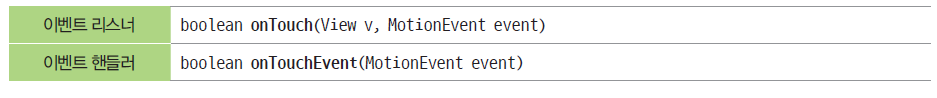 이벤트 리스너 boolean onTouch(View v, MotionEvent event)
이벤트 핸들러 boolean onTouchEvent(MotionEvent event)